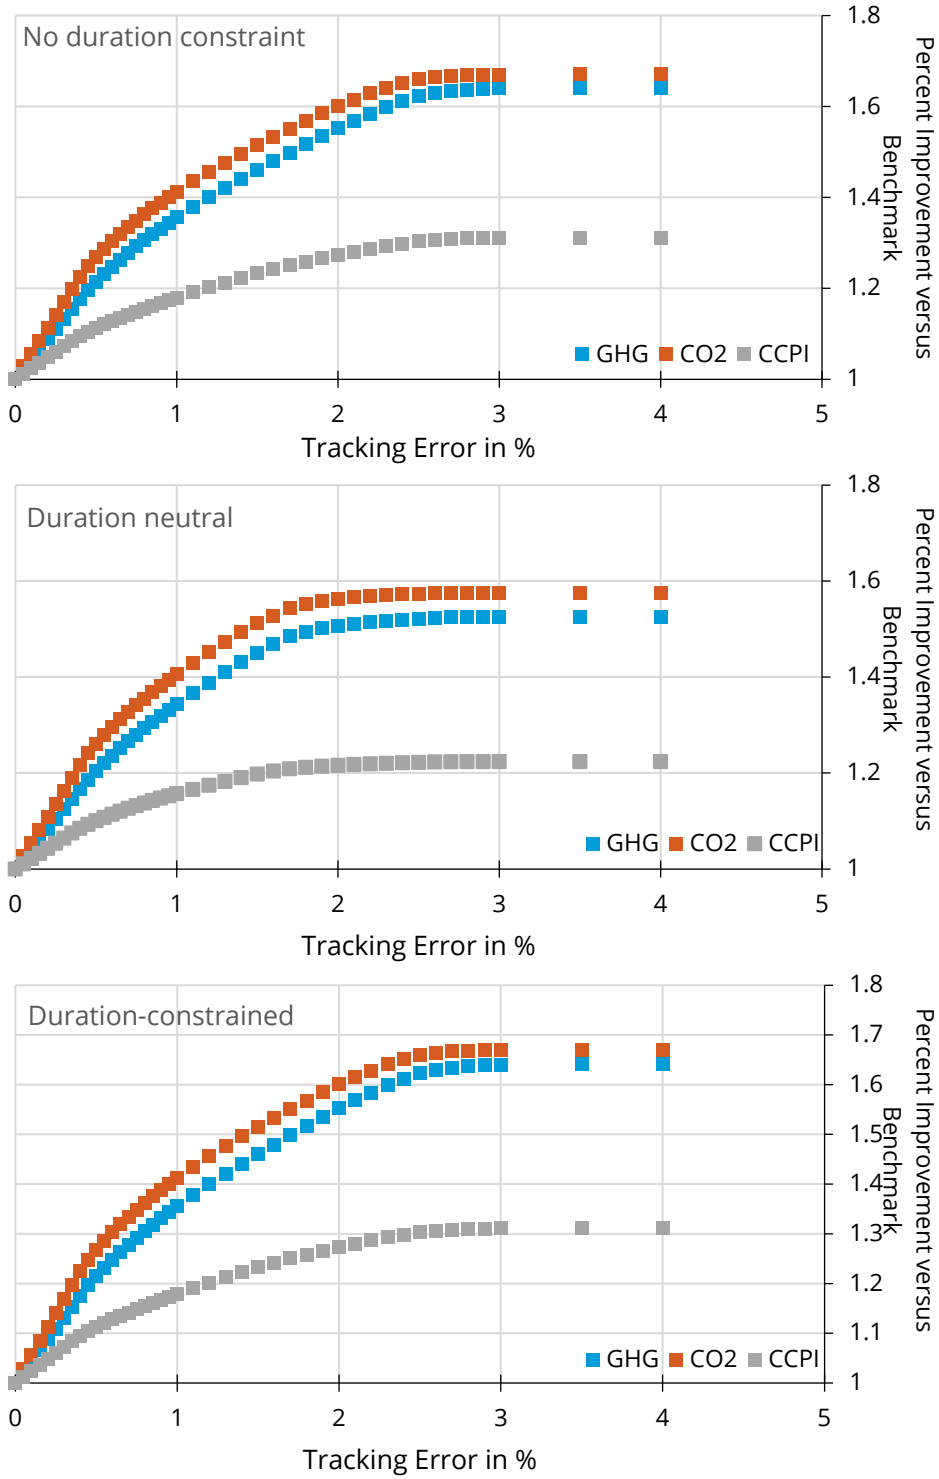 No duration constraint
1.8
1.6
1.4
1.2
1
Percent Improvement versus
Benchmark
GHG CO2 CCPI
0 1 2 3 4 5
Tracking Error in %
Duration neutral
1.8
1.6
1.4
1.2
1
Percent Improvement versus
Benchmark
GHG CO2 CCPI
0 1 2 3 4 5
Tracking Error in %
Duration-constrained
1.8
1.7
1.6
1.5
1.4
1.3
1.2
1.1
1
Percent Improvement versus
Benchmark
GHG CO2 CCPI
0 1 2 3 4 5
Tracking Error in %